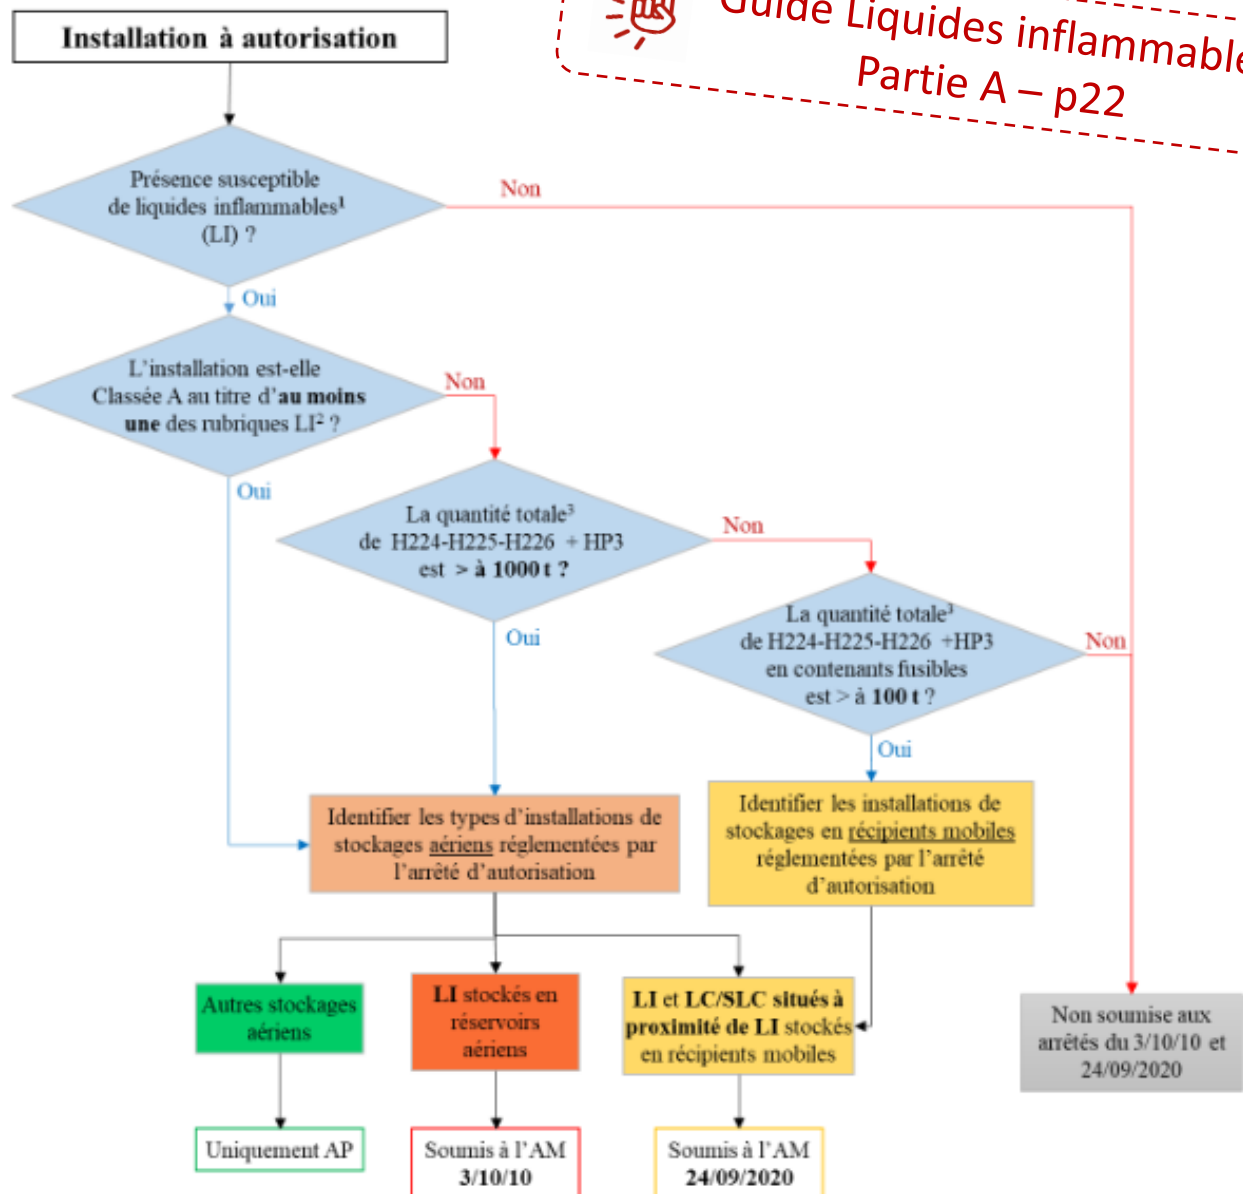 Installation à autorisation
Guide Liquides inflammable
Partie A – p22
Présence susceptible
de liquides inflammables¹
(LI) ?
Non
Oui
L'installation est-elle
Classée A au titre d'au moins
une des rubriques LI² ?
Non
Oui
La quantité totale³
de H224-H225-H226 + HP3
est > à 1000 t ?
Non
Oui
La quantité totale³
de H224-H225-H226 +HP3
en contenants fusibles
est > à 100 t ?
Non
Oui
Identifier les types d'installations de
stockages aériens réglementées par
l'arrêté d'autorisation
Identifier les installations de
stockages en récipients mobiles
réglementées par l'arrêté
d'autorisation
Autres stockages
aériens
LI stockés en
réservoirs
aériens
LI et LC/SLC situés à
proximité de LI stockés
en récipients mobiles
Non soumise aux
arrêtés du 3/10/10 et
24/09/2020
Uniquement AP
Soumis à l'AM
3/10/10
Soumis à l'AM
24/09/2020